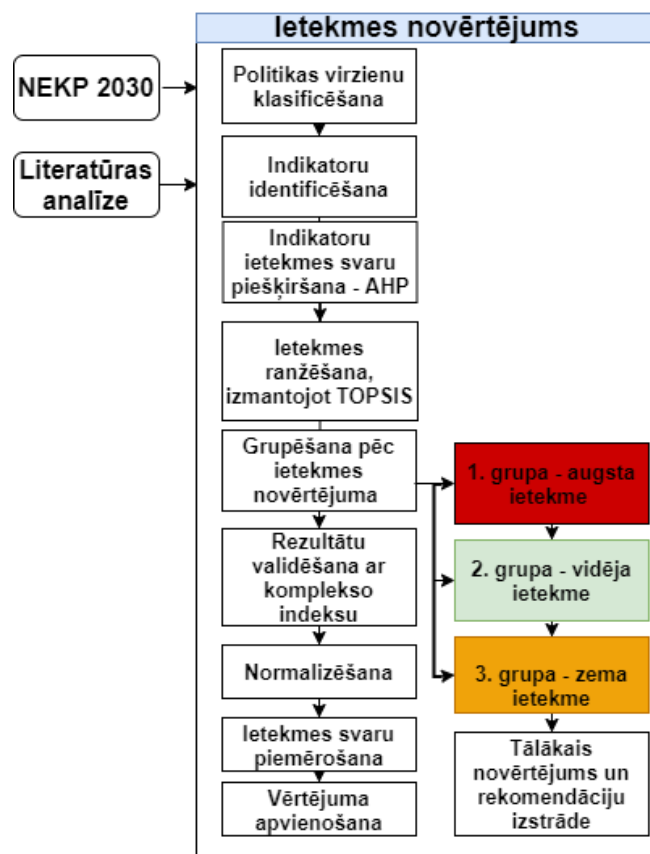 Ietekmes novērtējums
NEKP 2030
Politikas virzienu
klasificēšana
Literatūras
analīze
Indikatoru
identificēšana
Indikatoru
ietekmes svaru
piešķiršana - AHP
Ietekmes
ranžēšana,
izmantojot TOPSIS
Grupēšana pēc
ietekmes
novērtējuma
1. grupa - augsta
ietekme
Rezultātu
validēšana ar
komplekso
indeksu
2. grupa - vidēja
ietekme
Normalizēšana
3. grupa - zema
ietekme
Ietekmes svaru
piemērošana
Vērtējuma
apvienošana
Tālākais
novērtējums un
rekomendāciju
izstrāde